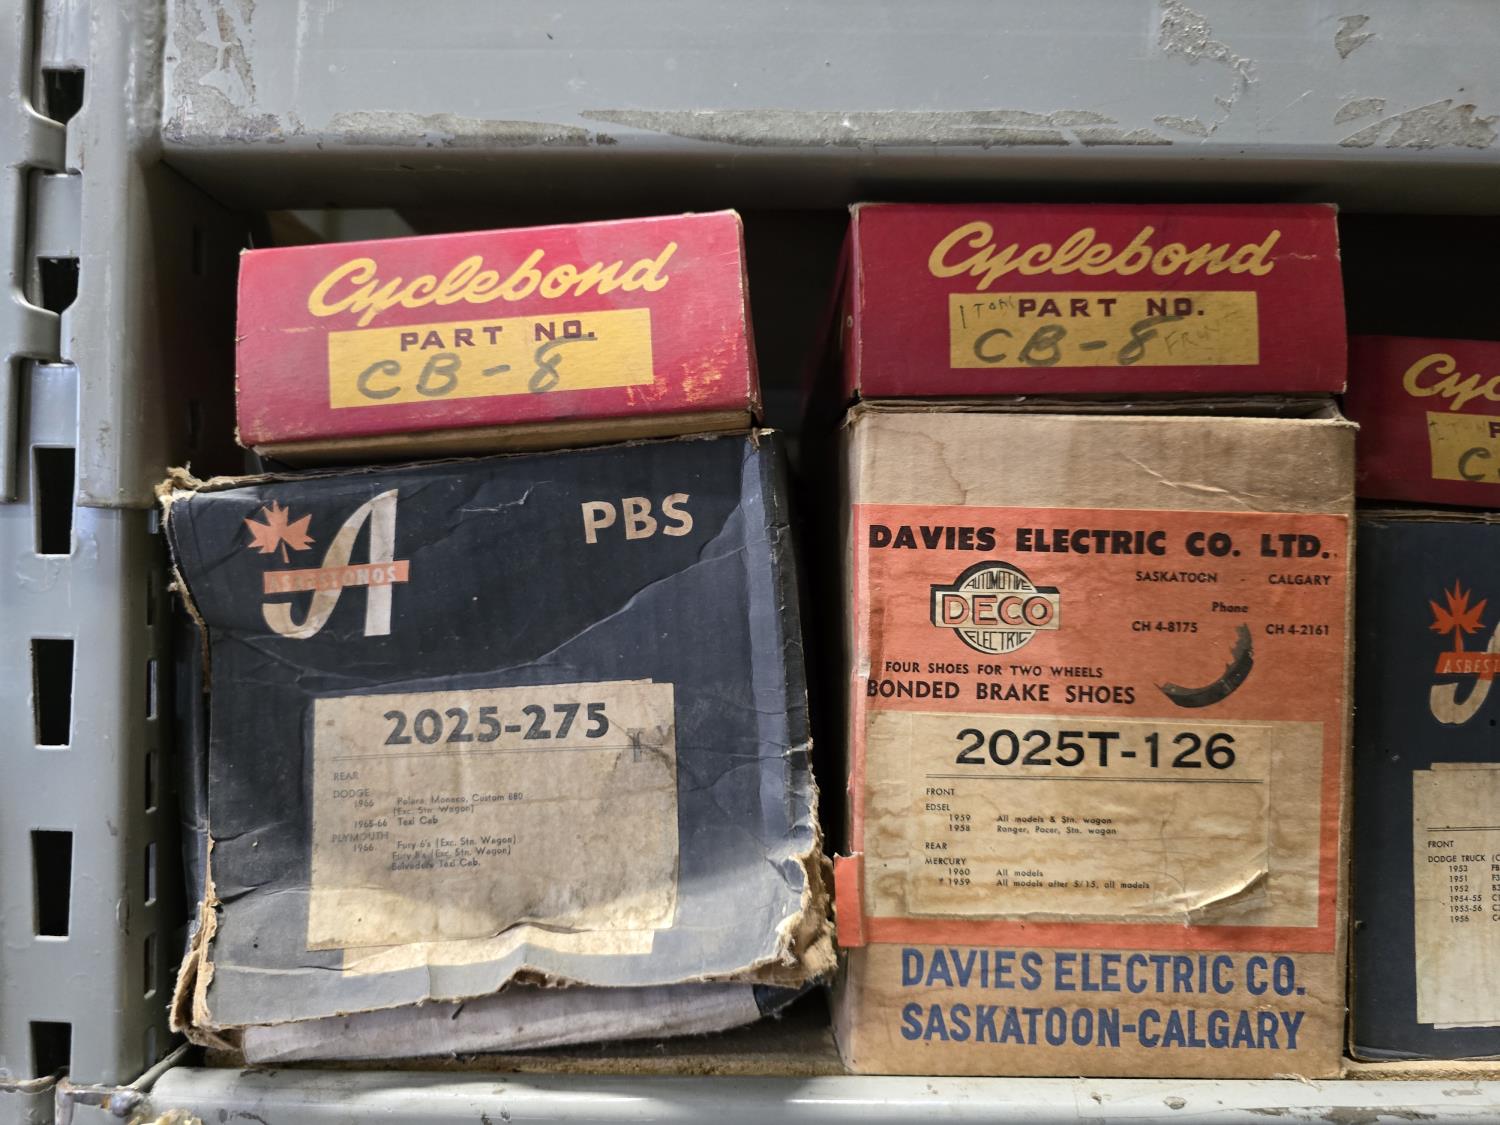 Cyclebond
PART NO.
CB-8
Cyclebond
1 TON PART NO.
CB-8 FRONT
Cyc
A
ASBESTONOS
PBS
2025-275
REAR
DODGE
1966 Polara, Monaco, Custom 880
(Exc. Stn. Wagon)
1965-66 Taxi Cab
PLYMOUTH
1966 Fury 6's (Exc. Stn. Wagon)
Fury 8's (Exc. Stn. Wagon)
Belvedere Taxi Cab.
DAVIES ELECTRIC CO. LTD.
SASKATOON - CALGARY
AUTOMOTIVE
DECO
ELECTRIC
Phone
CH 4-8175 CH 4-2161
FOUR SHOES FOR TWO WHEELS
BONDED BRAKE SHOES
2025T-126
FRONT
EDSEL
1959 All models & Stn. wagon
1958 Ranger, Pacer, Stn. wagon
REAR
MERCURY
1960 All models
1959 All models after 5/15, all models
DAVIES ELECTRIC CO.
SASKATOON-CALGARY
ASBEST
FRONT
DODGE TRUCK (C
1953
1951
1952
1954-55
1955-56
1956